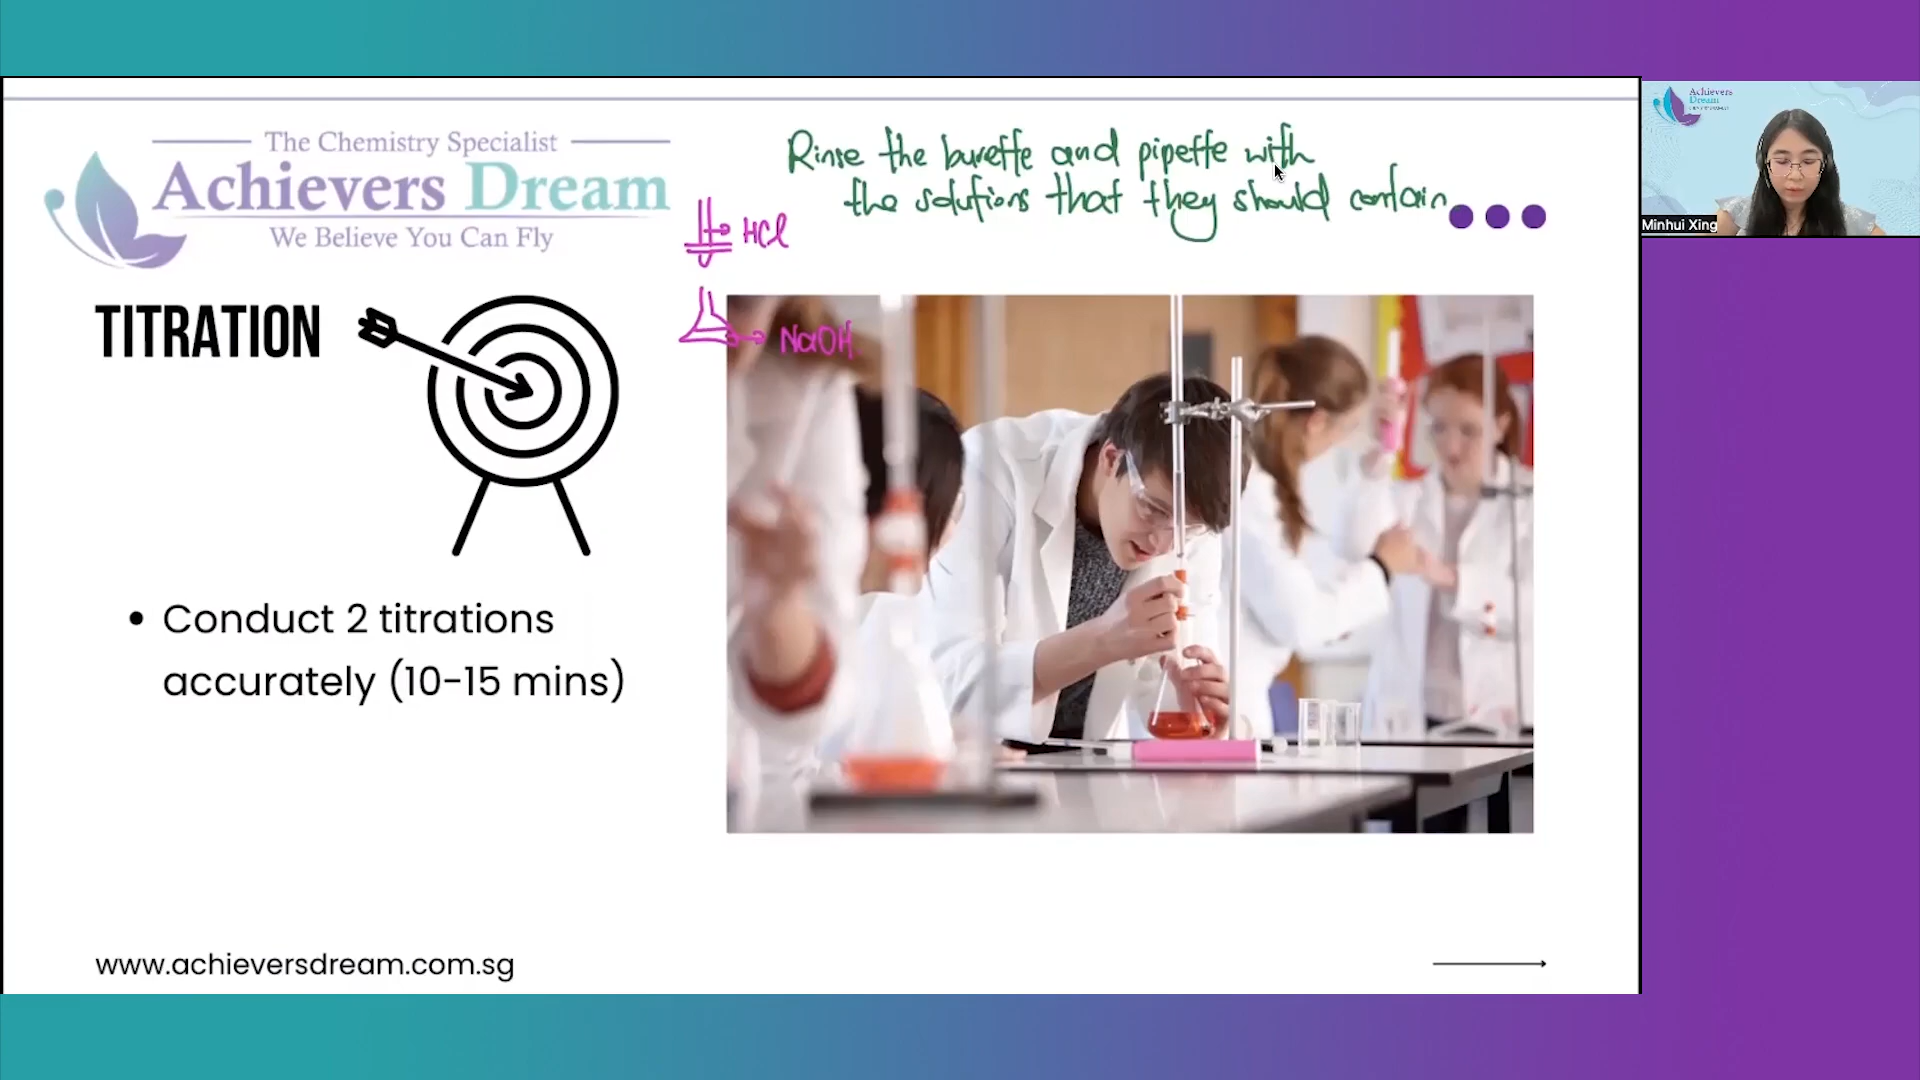 The Chemistry Specialist
Achievers Dream
We Believe You Can Fly
Rinse the burette and pipette with
the solutions that they should contain
HCl
NaOH
TITRATION
• Conduct 2 titrations
accurately (10-15 mins)
www.achieversdream.com.sg
Achievers
Dream
Minhui Xing